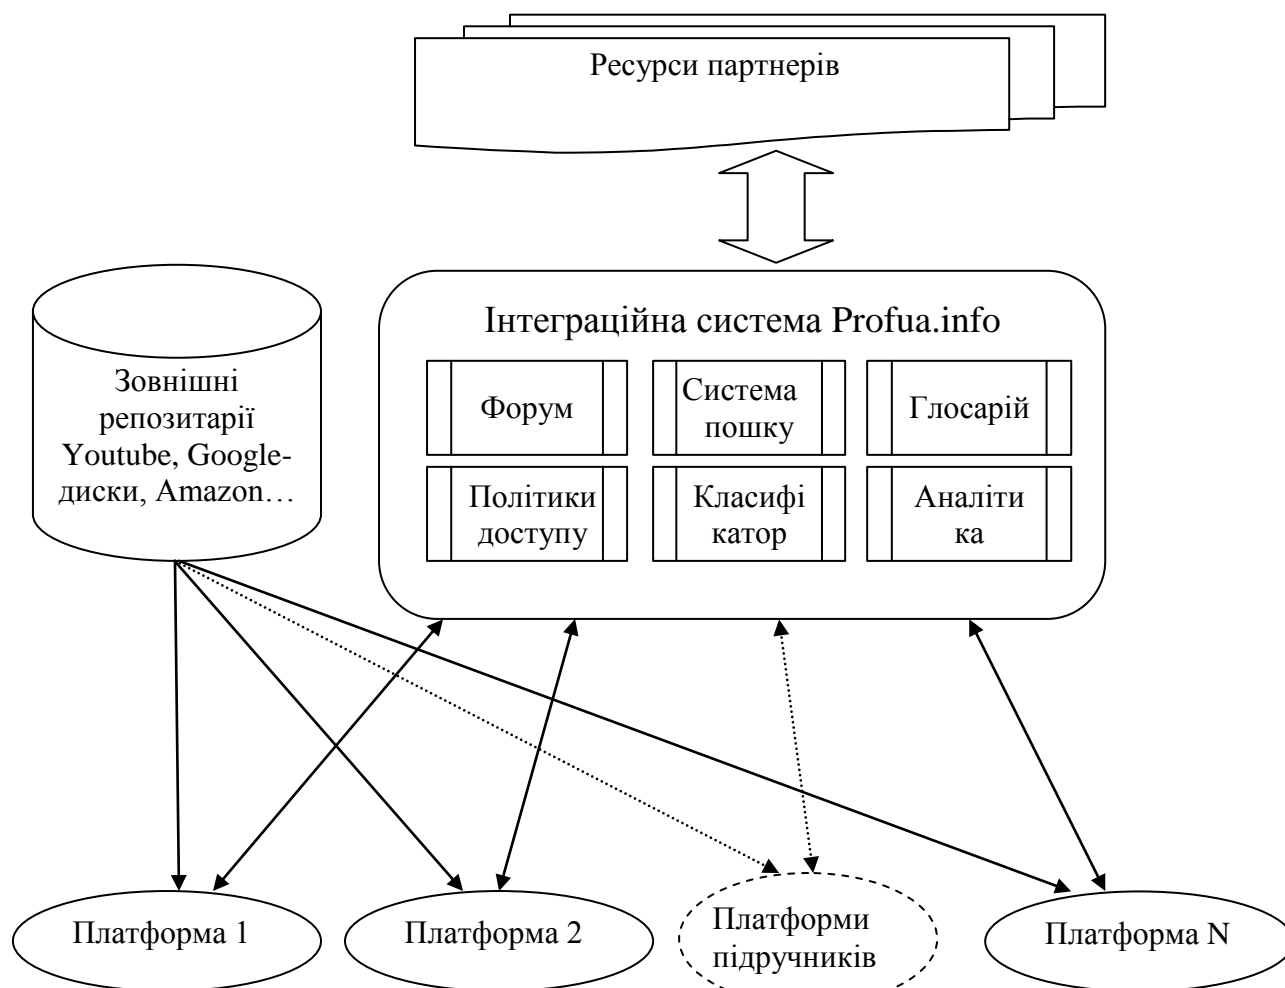 Ресурси партнерів
Інтеграційна система Profua.info
Зовнішні
репозитарії
Youtube, Google-
диски, Amazon…
Форум
Система
пошку
Глосарій
Політики
доступу
Класифі
катор
Аналіти
ка
Платформа 1
Платформа 2
Платформи
підручників
Платформа N